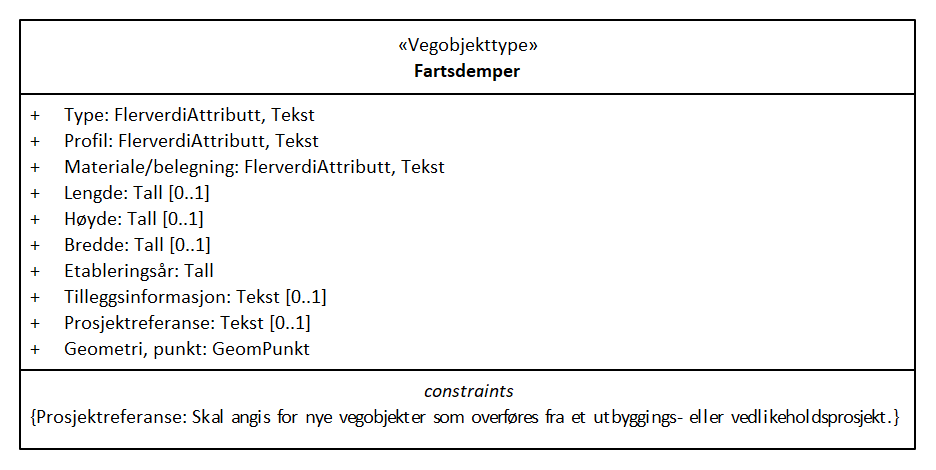 «Vegobjekttype»
Fartsdemper
+ Type: FlerverdiAttributt, Tekst
+ Profil: FlerverdiAttributt, Tekst
+ Materiale/belegning: FlerverdiAttributt, Tekst
+ Lengde: Tall [0..1]
+ Høyde: Tall [0..1]
+ Bredde: Tall [0..1]
+ Etableringsår: Tall
+ Tilleggsinformasjon: Tekst [0..1]
+ Prosjektreferanse: Tekst [0..1]
+ Geometri, punkt: GeomPunkt
constraints
{Prosjektreferanse: Skal angis for nye vegobjekter som overføres fra et utbyggings- eller vedlikeholdsprosjekt.}